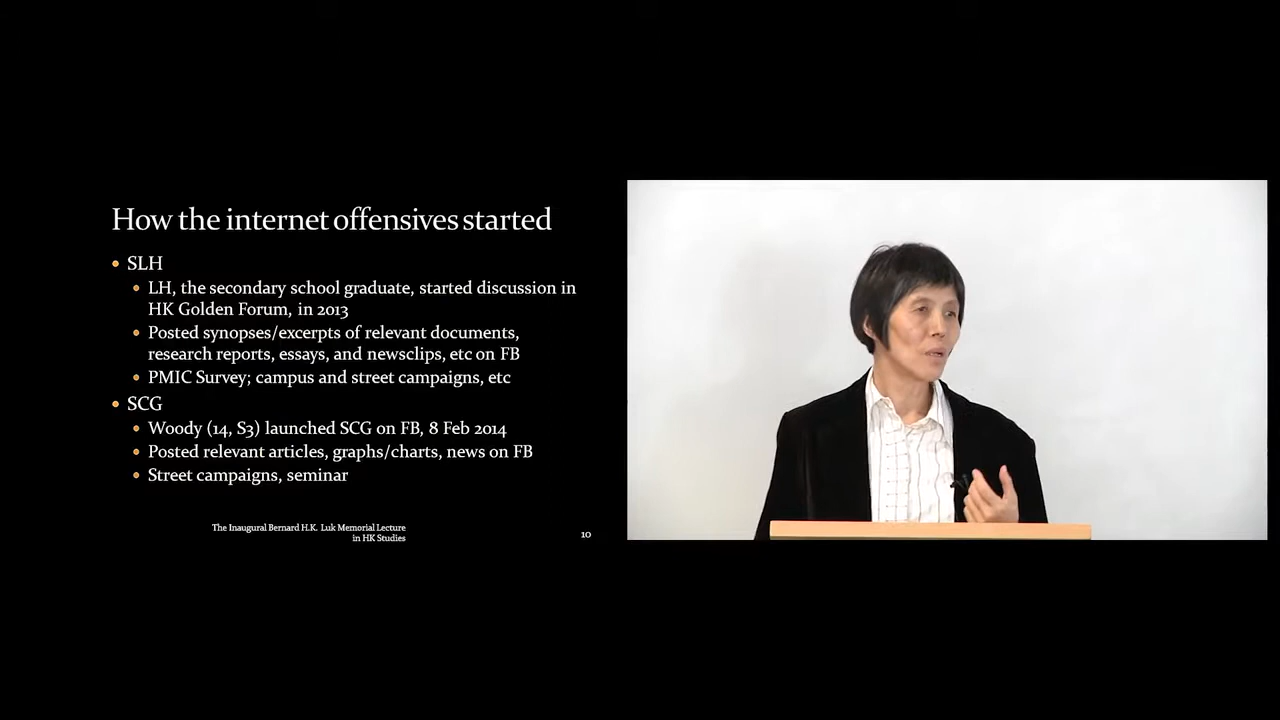 How the internet offensives started
SLH
LH, the secondary school graduate, started discussion in
HK Golden Forum, in 2013
Posted synopses/excerpts of relevant documents,
research reports, essays, and newsclips, etc on FB
PMIC Survey; campus and street campaigns, etc
SCG
Woody (14, S3) launched SCG on FB, 8 Feb 2014
Posted relevant articles, graphs/charts, news on FB
Street campaigns, seminar
The Inaugural Bernard H.K. Luk Memorial Lecture
in HK Studies
10